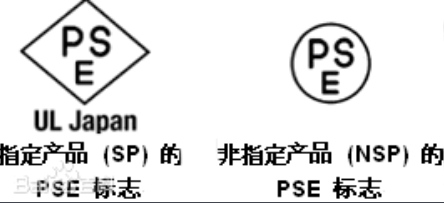 PS
E
UL Japan
指定产品 (SP) 的
PSE 标志
PS
E
非指定产品 (NSP) 的
PSE 标志